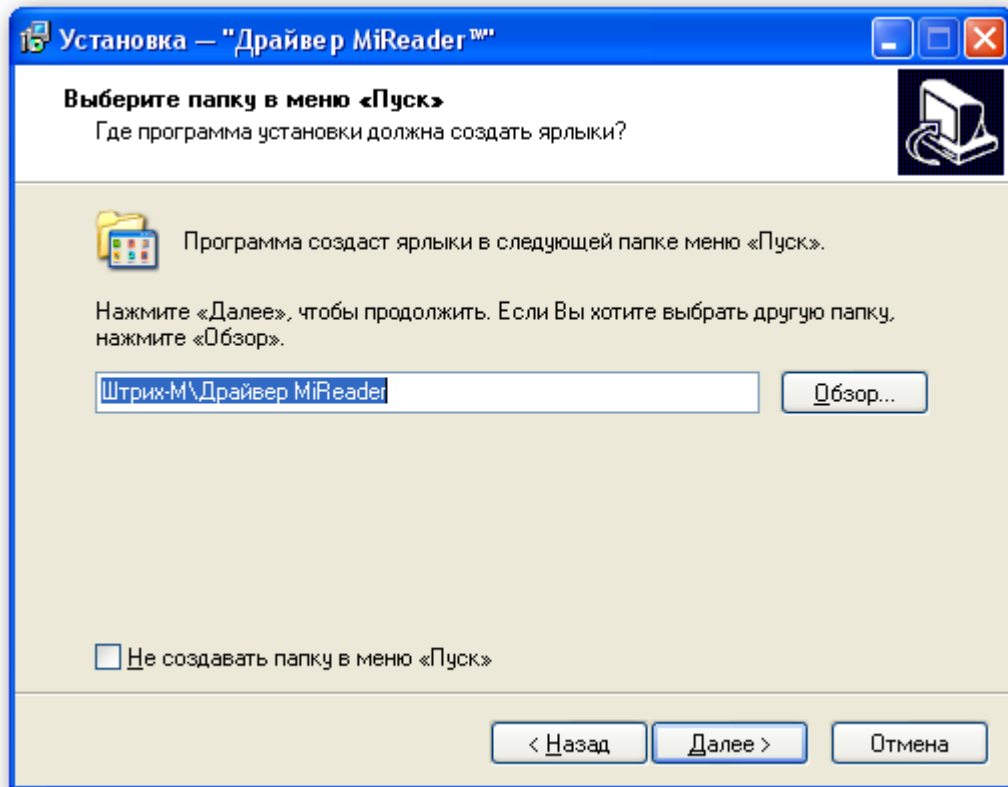 Установка — "Драйвер MiReader™"
Выберите папку в меню «Пуск»
Где программа установки должна создать ярлыки?
Программа создаст ярлыки в следующей папке меню «Пуск».
Нажмите «Далее», чтобы продолжить. Если Вы хотите выбрать другую папку,
нажмите «Обзор».
Штрих-М\Драйвер MiReader
Обзор...
Не создавать папку в меню «Пуск»
< Назад
Далее >
Отмена